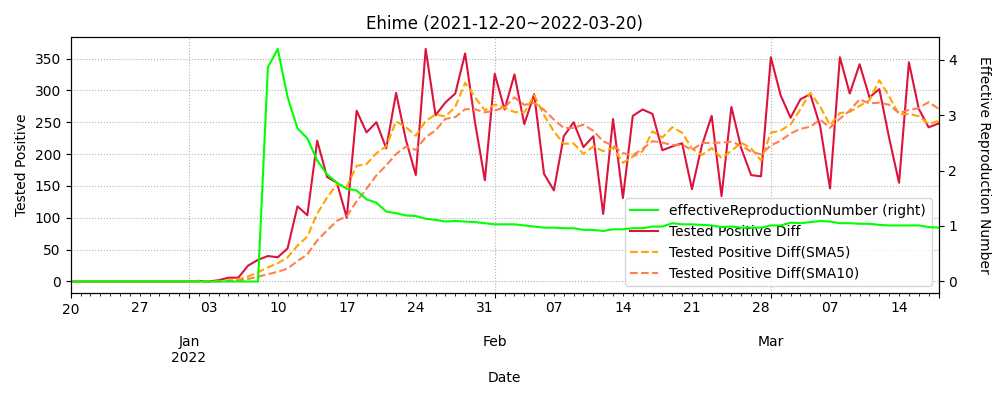 Ehime (2021-12-20~2022-03-20)
Tested Positive
350
300
250
200
150
100
50
0
4
3
2
1
0
Effective Reproduction Number
effectiveReproductionNumber (right)
Tested Positive Diff
Tested Positive Diff(SMA5)
Tested Positive Diff(SMA10)
20 27 03 10 17 24 31 07 14 21 28 07 14
Jan Feb Mar
2022
Date